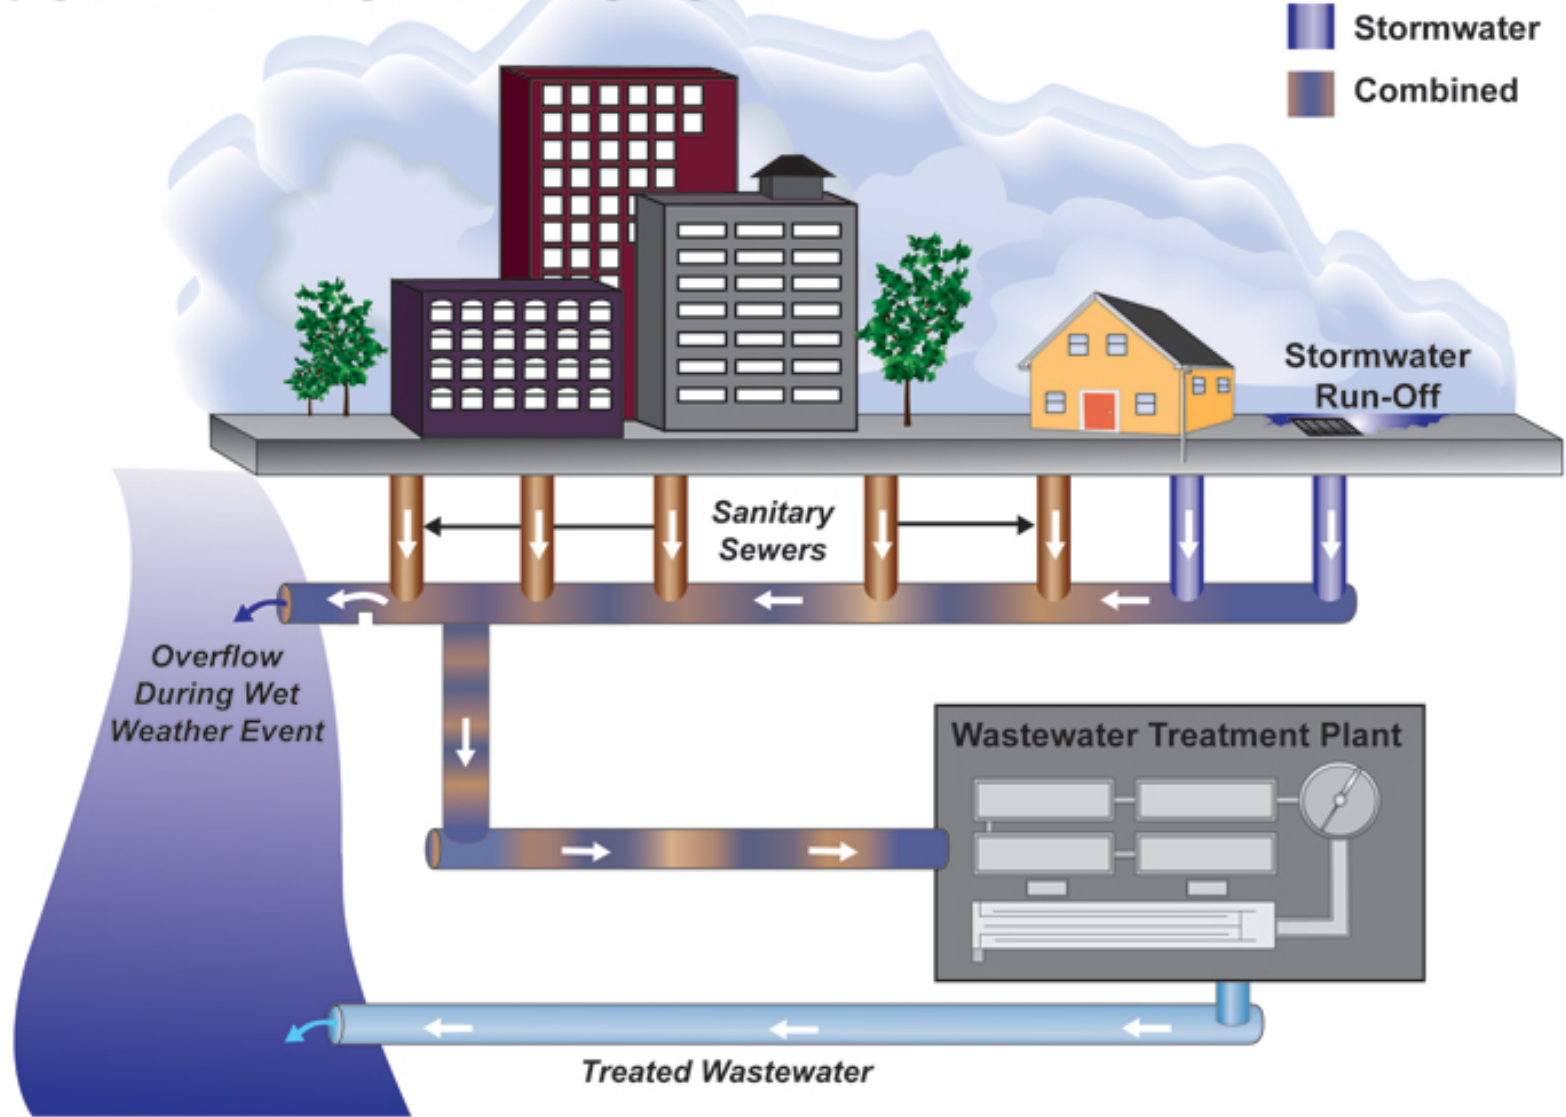 Stormwater
Combined
Stormwater
Run-Off
Sanitary
Sewers
Overflow
During Wet
Weather Event
Wastewater Treatment Plant
Treated Wastewater